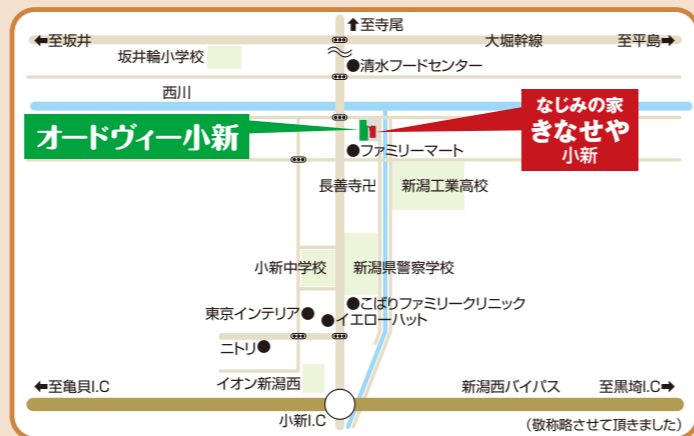 ⬆至寺尾
⬅至坂井
大堀幹線
至平島➡
坂井輪小学校
●清水フードセンター
西川
オードヴィー小新
なじみの家
きなせや
小新
●ファミリーマート
長善寺卍
新潟工業高校
小新中学校
新潟県警察学校
●こばりファミリークリニック
東京インテリア●
●イエローハット
ニトリ●
イオン新潟西
⬅至亀貝I.C
新潟西バイパス
至黒埼I.C➡
小新I.C
（敬称略させて頂きました）